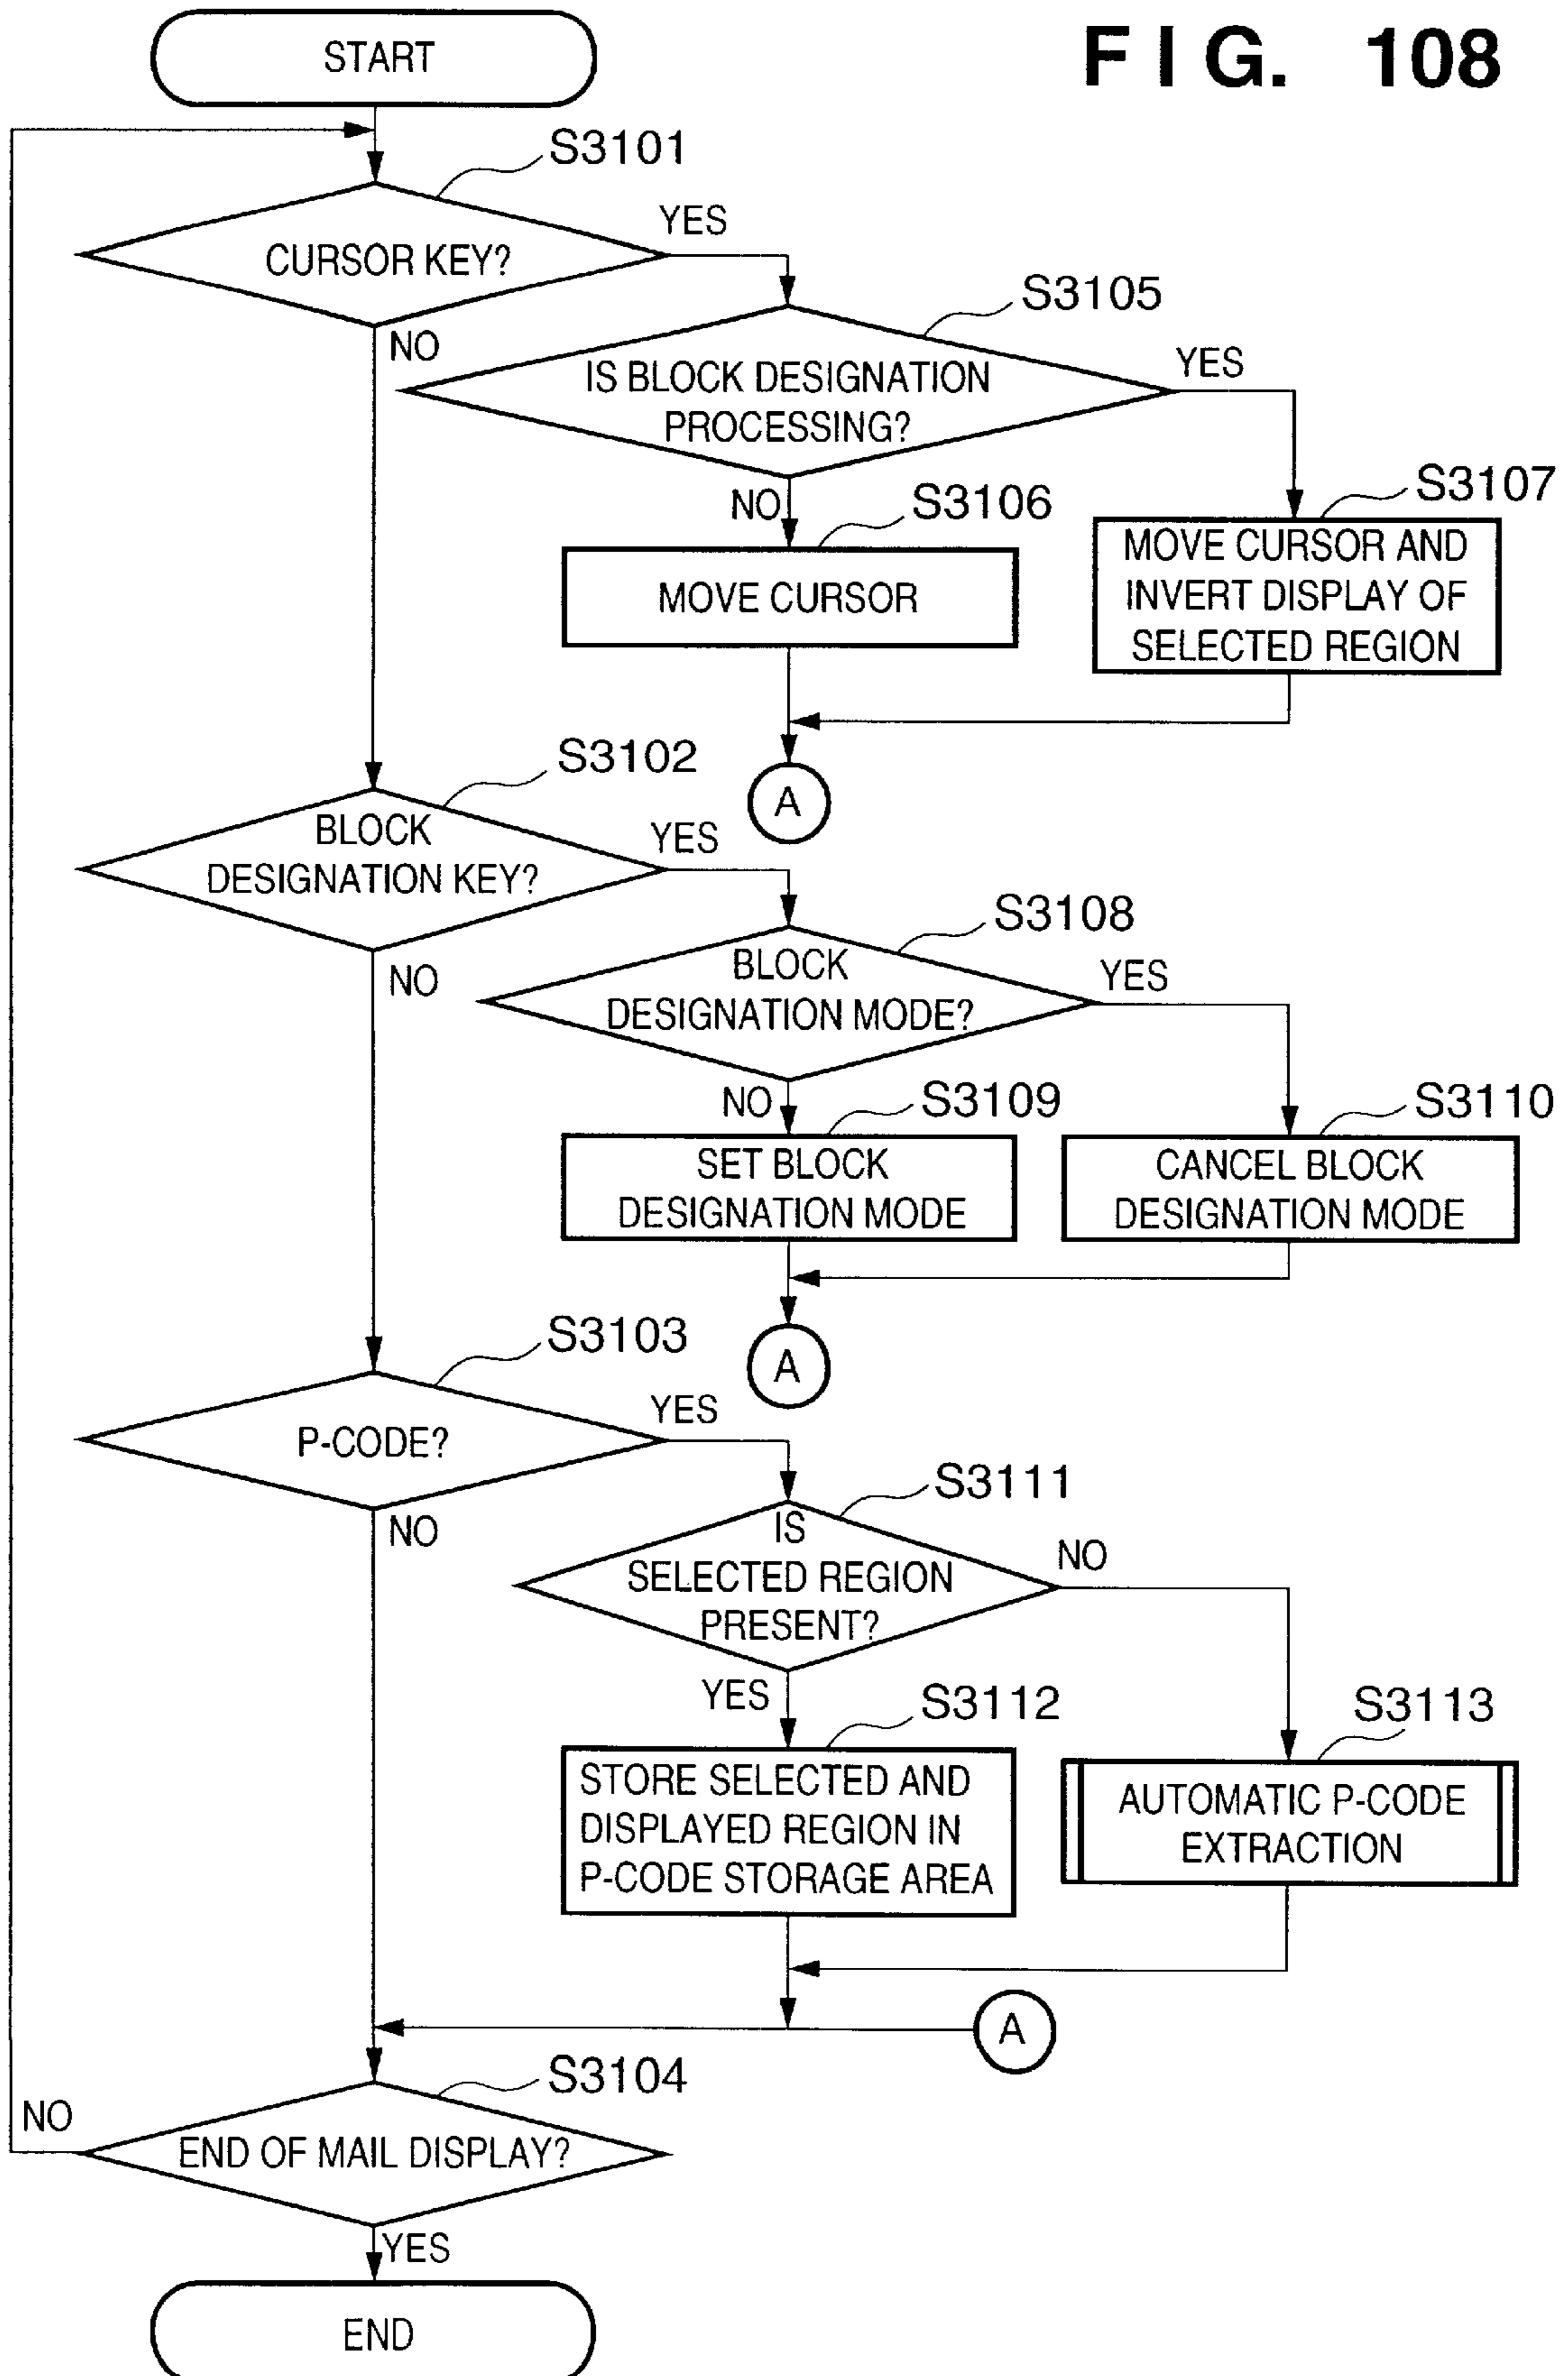 FIG. 108
START
S3101
CURSOR KEY?
YES
NO
S3105
IS BLOCK DESIGNATION
PROCESSING?
YES
NO
S3106
MOVE CURSOR
S3107
MOVE CURSOR AND
INVERT DISPLAY OF
SELECTED REGION
A
S3102
BLOCK
DESIGNATION KEY?
YES
NO
S3108
BLOCK
DESIGNATION MODE?
YES
NO
S3109
SET BLOCK
DESIGNATION MODE
S3110
CANCEL BLOCK
DESIGNATION MODE
A
S3103
P-CODE?
YES
NO
S3111
IS
SELECTED REGION
PRESENT?
NO
YES
S3112
STORE SELECTED AND
DISPLAYED REGION IN
P-CODE STORAGE AREA
S3113
AUTOMATIC P-CODE
EXTRACTION
A
S3104
END OF MAIL DISPLAY?
NO
YES
END